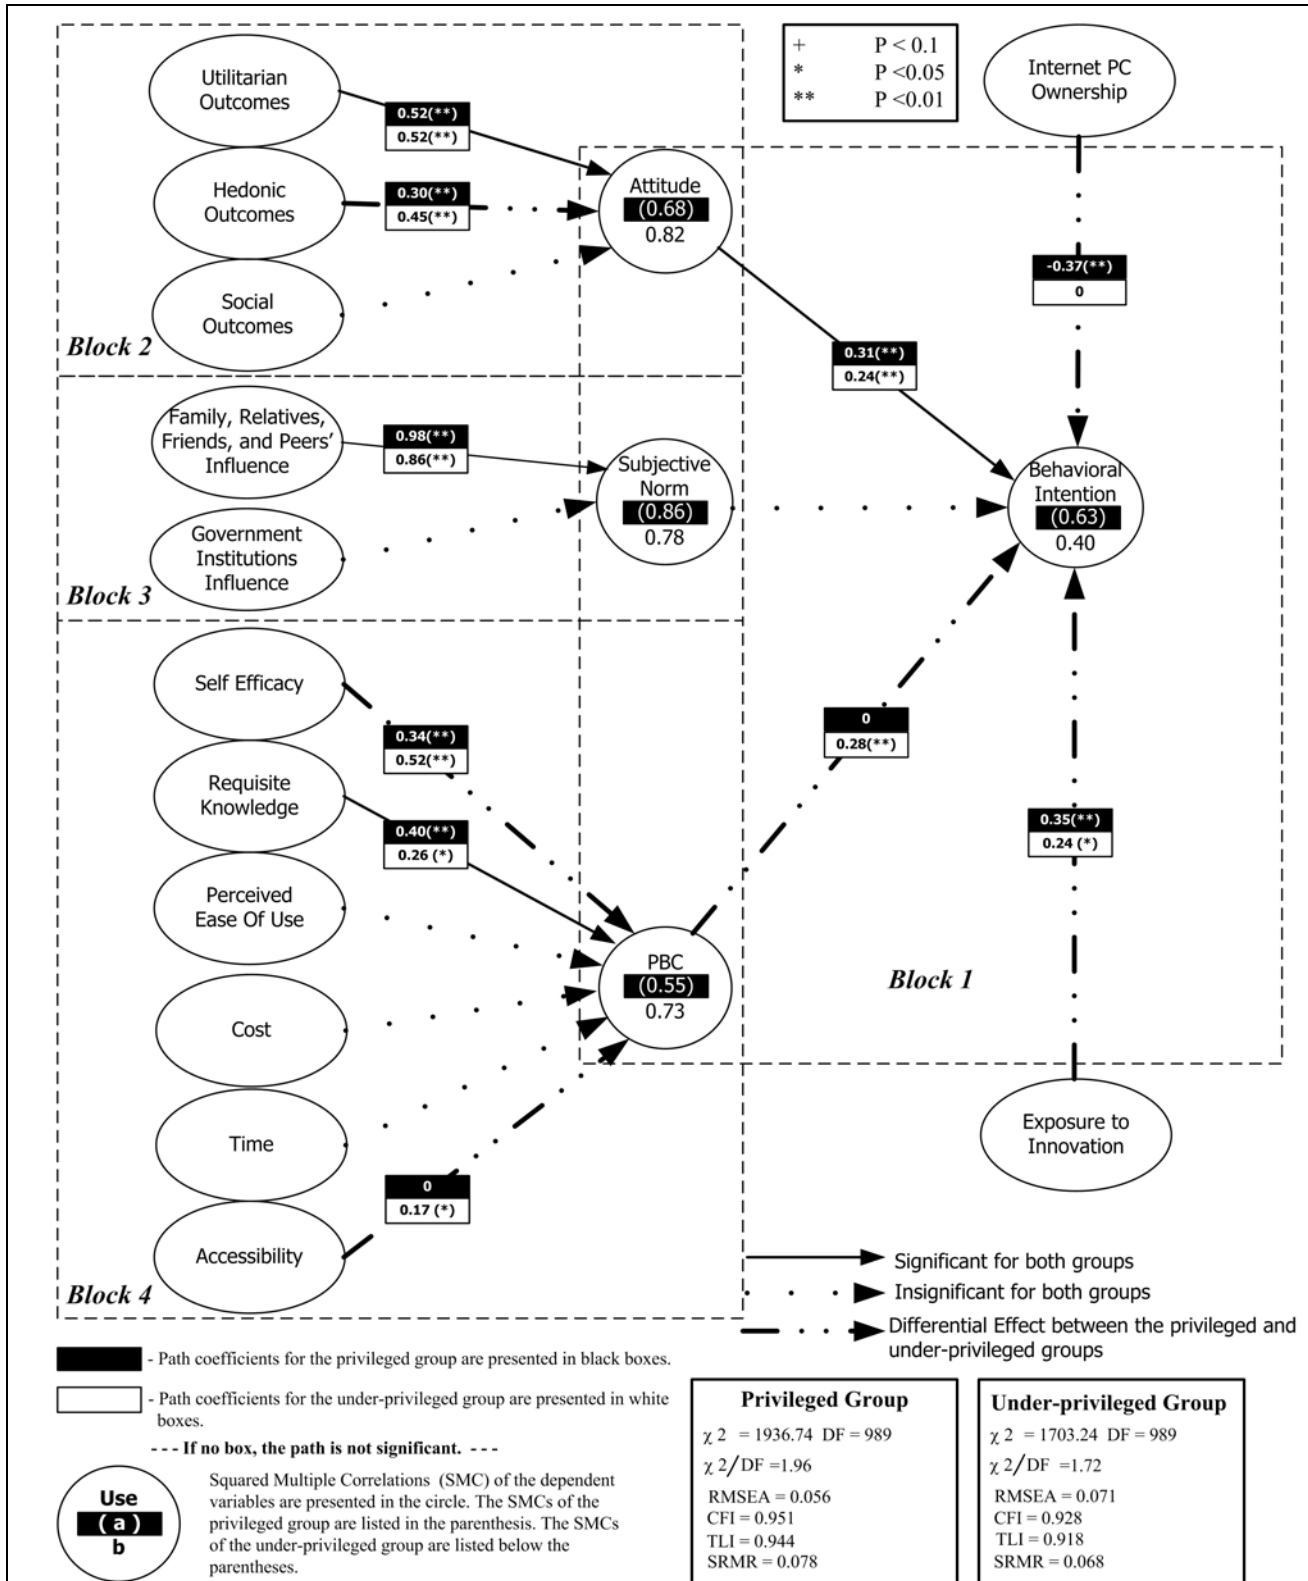 + P < 0.1
* P <0.05
** P <0.01
Internet PC
Ownership
Utilitarian
Outcomes
0.52(**)
0.52(**)
Hedonic
Outcomes
0.30(**)
0.45(**)
Social
Outcomes
Block 2
Attitude
(0.68)
0.82
-0.37(**)
0
0.31(**)
0.24(**)
Family, Relatives,
Friends, and Peers'
Influence
0.98(**)
0.86(**)
Government
Institutions
Influence
Block 3
Subjective
Norm
(0.86)
0.78
Behavioral
Intention
(0.63)
0.40
Self Efficacy
0.34(**)
0.52(**)
Requisite
Knowledge
0.40(**)
0.26 (*)
Perceived
Ease Of Use
Cost
Time
Accessibility
0
0.17 (*)
Block 4
PBC
(0.55)
0.73
0
0.28(**)
0.35(**)
0.24 (*)
Block 1
Exposure to
Innovation
Significant for both groups
Insignificant for both groups
Differential Effect between the privileged and
under-privileged groups
- Path coefficients for the privileged group are presented in black boxes.
- Path coefficients for the under-privileged group are presented in white
boxes.
- - - If no box, the path is not significant. - - -
Use
( a )
b
Squared Multiple Correlations (SMC) of the dependent
variables are presented in the circle. The SMCs of the
privileged group are listed in the parenthesis. The SMCs
of the under-privileged group are listed below the
parentheses.
Privileged Group
χ 2 = 1936.74 DF = 989
χ 2/DF =1.96
RMSEA = 0.056
CFI = 0.951
TLI = 0.944
SRMR = 0.078
Under-privileged Group
χ 2 = 1703.24 DF = 989
χ 2/DF =1.72
RMSEA = 0.071
CFI = 0.928
TLI = 0.918
SRMR = 0.068